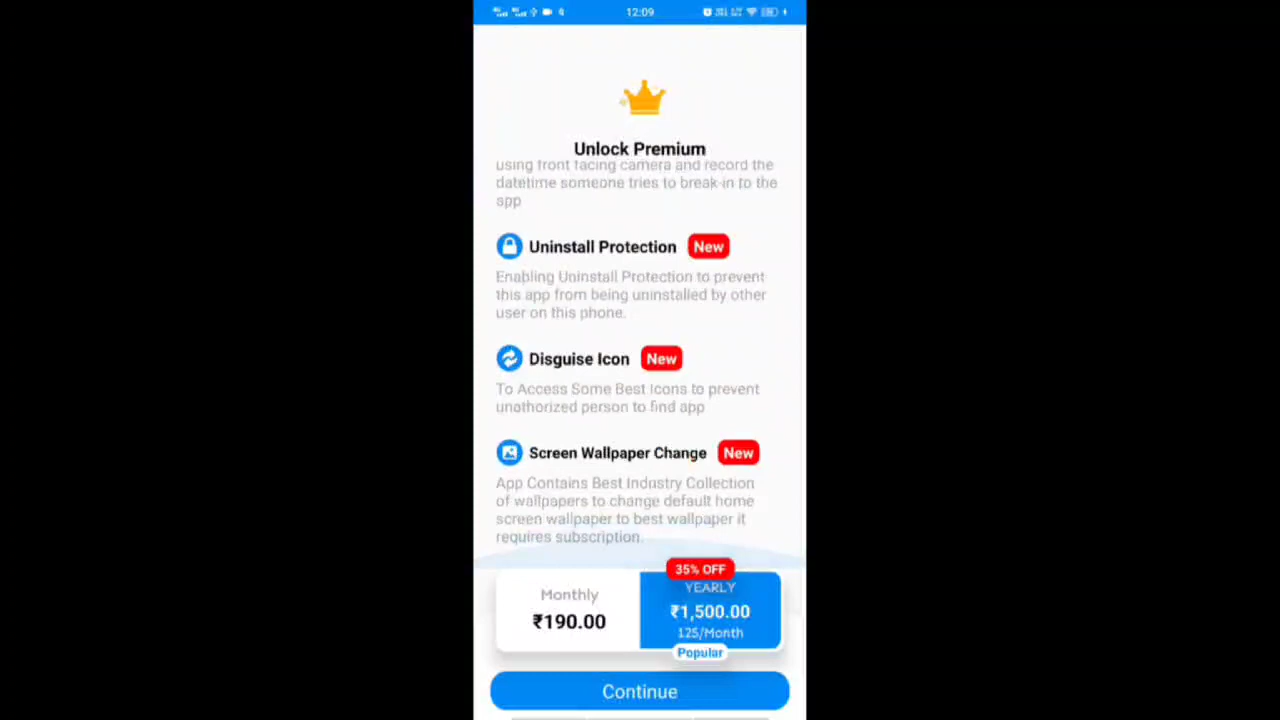 12:09
Unlock Premium
using front facing camera and record the
datetime someone tries to break-in to the
app
Uninstall Protection New
Enabling Uninstall Protection to prevent
this app from being uninstalled by other
user on this phone.
Disguise Icon New
To Access Some Best Icons to prevent
unathorized person to find app
Screen Wallpaper Change New
App Contains Best Industry Collection
of wallpapers to change default home
screen wallpaper to best wallpaper it
requires subscription.
35% OFF
Monthly
₹190.00
YEARLY
₹1,500.00
125/Month
Popular
Continue